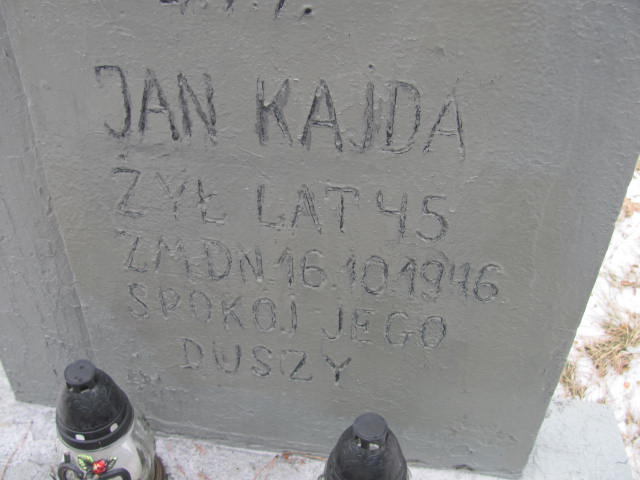 JAN KAJDA
ŻYŁ LAT 45
ZM.DN.16.10.1946
SPOKOJ JEGO
DUSZY